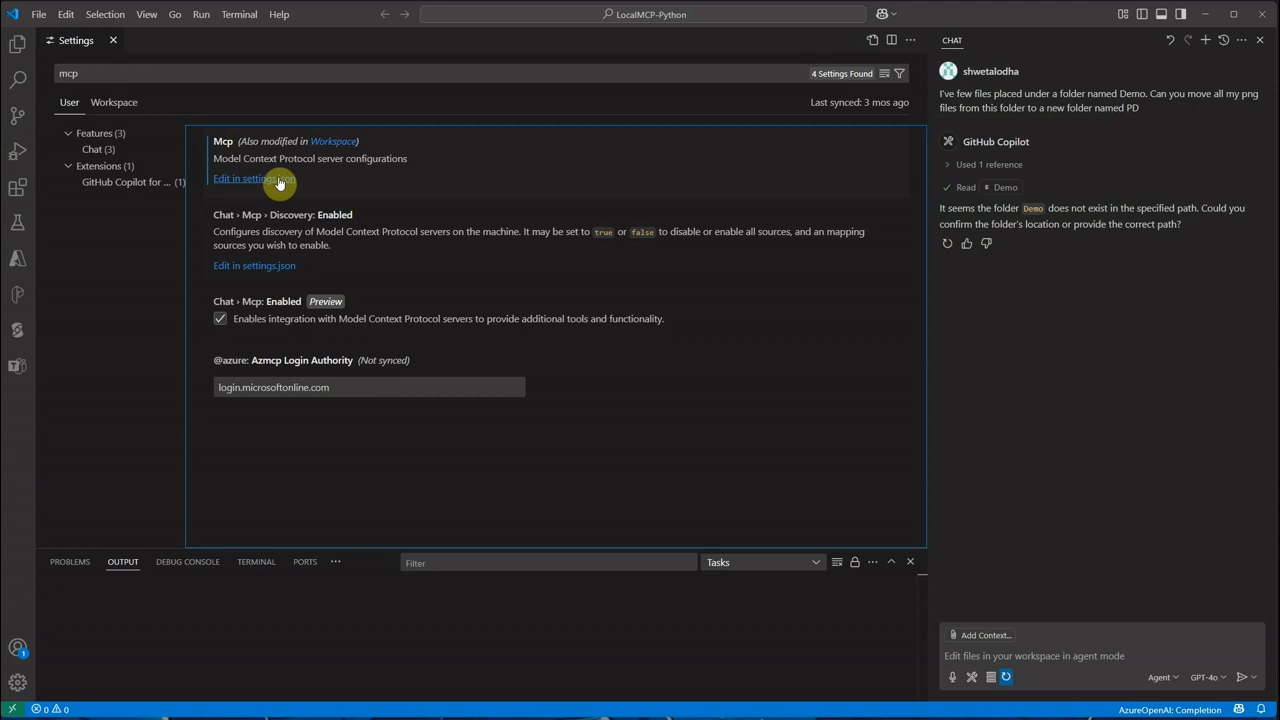 File Edit Selection View Go Run Terminal Help
LocalMCP-Python
Settings
mcp
4 Settings Found
User Workspace
Last synced: 3 mos ago
Features (3)
Chat (3)
Extensions (1)
GitHub Copilot for ... (1)
Mcp (Also modified in Workspace)
Model Context Protocol server configurations
Edit in settings.json
Chat › Mcp › Discovery: Enabled
Configures discovery of Model Context Protocol servers on the machine. It may be set to true or false to disable or enable all sources, and an mapping
sources you wish to enable.
Edit in settings.json
Chat › Mcp: Enabled Preview
Enables integration with Model Context Protocol servers to provide additional tools and functionality.
@azure: Azmcp Login Authority (Not synced)
login.microsoftonline.com
PROBLEMS OUTPUT DEBUG CONSOLE TERMINAL PORTS ...
Filter
Tasks
CHAT
shwetalodha
I've few files placed under a folder named Demo. Can you move all my png
files from this folder to a new folder named PD
GitHub Copilot
Used 1 reference
Read Demo
It seems the folder Demo does not exist in the specified path. Could you
confirm the folder's location or provide the correct path?
Add Context...
Edit files in your workspace in agent mode
Agent GPT-4o
1
0 0
AzureOpenAI: Completion